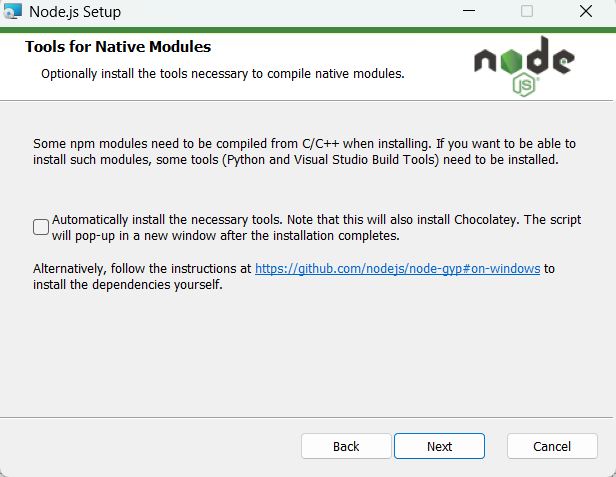 Node.js Setup
Tools for Native Modules
Optionally install the tools necessary to compile native modules.
node
JS
Some npm modules need to be compiled from C/C++ when installing. If you want to be able to
install such modules, some tools (Python and Visual Studio Build Tools) need to be installed.
Automatically install the necessary tools. Note that this will also install Chocolatey. The script
will pop-up in a new window after the installation completes.
Alternatively, follow the instructions at https://github.com/nodejs/node-gyp#on-windows to
install the dependencies yourself.
Back
Next
Cancel